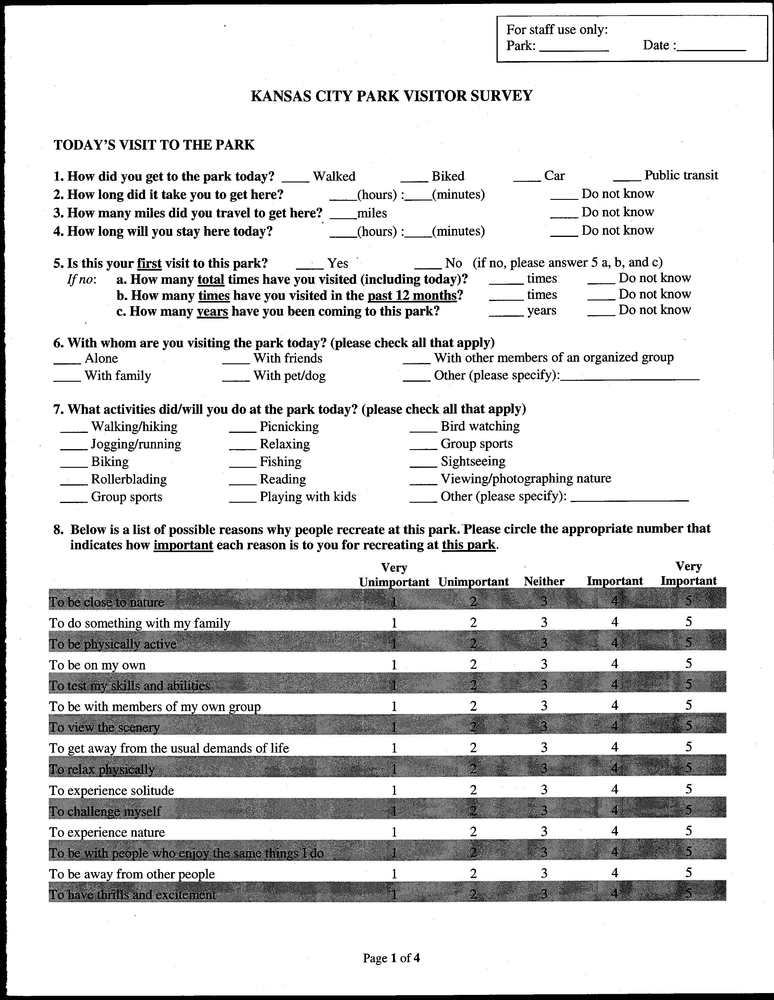 For staff use only:
Park: __________ Date :__________
KANSAS CITY PARK VISITOR SURVEY
TODAY'S VISIT TO THE PARK
1. How did you get to the park today? ____ Walked ____ Biked ____ Car ____ Public transit
2. How long did it take you to get here? ____(hours) :____(minutes) ____ Do not know
3. How many miles did you travel to get here? ____miles ____ Do not know
4. How long will you stay here today? ____(hours) :____(minutes) ____ Do not know
5. Is this your first visit to this park? ____ Yes ____ No (if no, please answer 5 a, b, and c)
If no: a. How many total times have you visited (including today)? _____ times ____ Do not know
b. How many times have you visited in the past 12 months? _____ times ____ Do not know
c. How many years have you been coming to this park? _____ years ____ Do not know
6. With whom are you visiting the park today? (please check all that apply)
____ Alone ____ With friends ____ With other members of an organized group
____ With family ____ With pet/dog ____ Other (please specify):____________________
7. What activities did/will you do at the park today? (please check all that apply)
____ Walking/hiking ____ Picnicking ____ Bird watching
____ Jogging/running ____ Relaxing ____ Group sports
____ Biking ____ Fishing ____ Sightseeing
____ Rollerblading ____ Reading ____ Viewing/photographing nature
____ Group sports ____ Playing with kids ____ Other (please specify): _________________
8. Below is a list of possible reasons why people recreate at this park. Please circle the appropriate number that
indicates how important each reason is to you for recreating at this park.
Very Very
Unimportant Unimportant Neither Important Important
To be close to nature 1 2 3 4 5
To do something with my family 1 2 3 4 5
To be physically active 1 2 3 4 5
To be on my own 1 2 3 4 5
To test my skills and abilities 1 2 3 4 5
To be with members of my own group 1 2 3 4 5
To view the scenery 1 2 3 4 5
To get away from the usual demands of life 1 2 3 4 5
To relax physically 1 2 3 4 5
To experience solitude 1 2 3 4 5
To challenge myself 1 2 3 4 5
To experience nature 1 2 3 4 5
To be with people who enjoy the same things I do 1 2 3 4 5
To be away from other people 1 2 3 4 5
To have thrills and excitement 1 2 3 4 5
Page 1 of 4